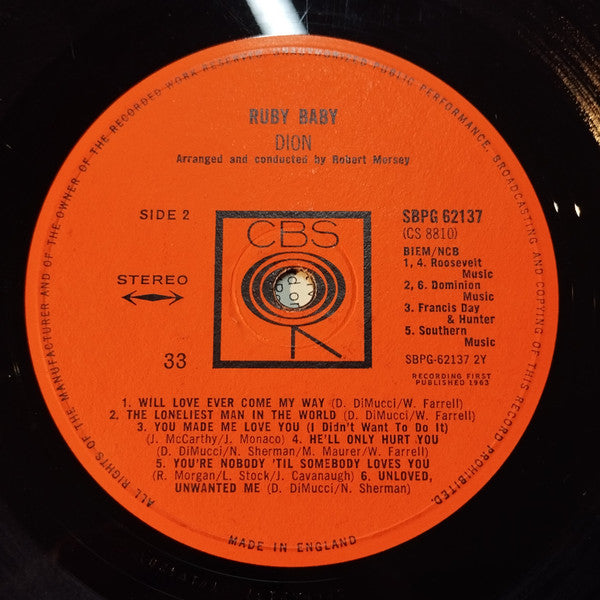 RUBY BABY
DION
Arranged and conducted by Robert Mersey
SIDE 2
STEREO
33
CBS
SBPG 62137
(CS 8810)
BIEM/NCB
1, 4. Roosevelt
Music
2, 6. Dominion
Music
3. Francis Day
& Hunter
5. Southern
Music
SBPG-62137 2Y
RECORDING FIRST
PUBLISHED 1963
1. WILL LOVE EVER COME MY WAY (D. DiMucci/W. Farrell)
2. THE LONELIEST MAN IN THE WORLD (D. DiMucci/W. Farrell)
3. YOU MADE ME LOVE YOU (I Didn't Want To Do It)
(J. McCarthy/J. Monaco) 4. HE'LL ONLY HURT YOU
(D. DiMucci/N. Sherman/M. Maurer/W. Farrell)
5. YOU'RE NOBODY 'TIL SOMEBODY LOVES YOU
(R. Morgan/L. Stock/J. Cavanaugh) 6. UNLOVED,
UNWANTED ME (D. DiMucci/N. Sherman)
ALL RIGHTS OF THE MANUFACTURER AND OF THE OWNER OF THE RECORDED WORK PUBLIC PERFORMANCE, BROADCASTING AND COPYING OF THIS RECORD PROHIBITED.
MADE IN ENGLAND